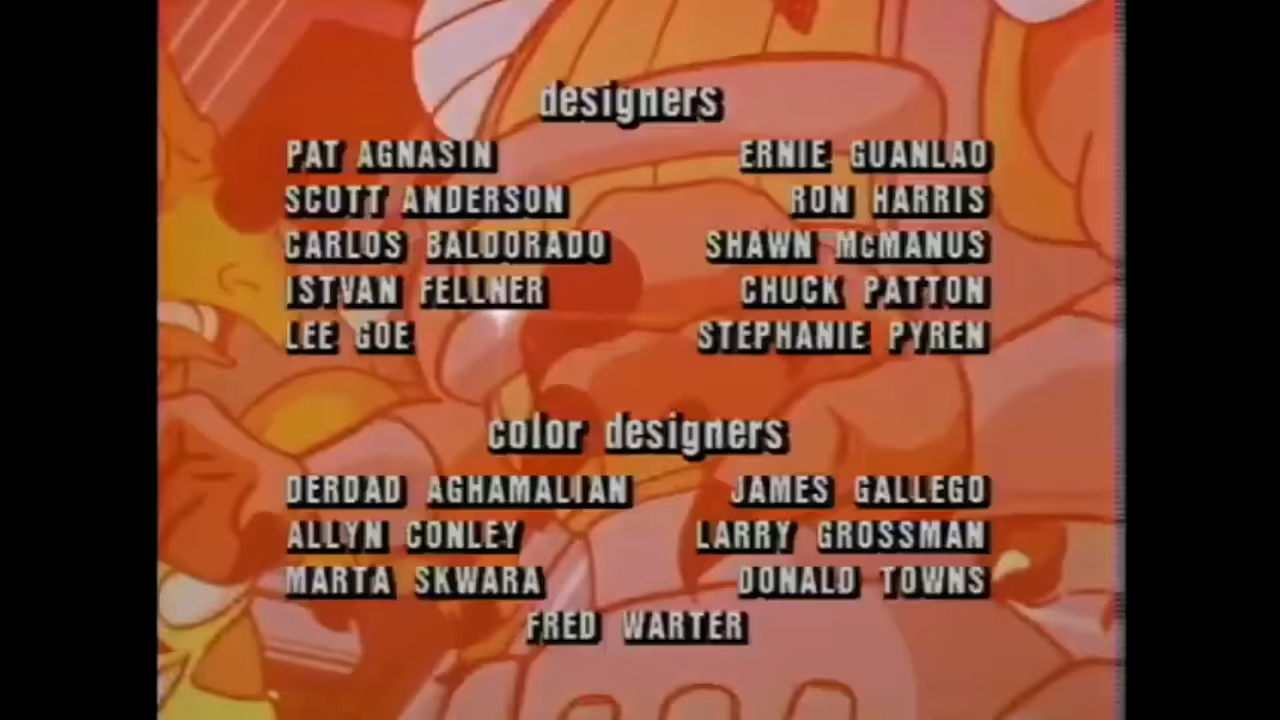 designers
PAT AGNASIN ERNIE GUANLAO
SCOTT ANDERSON RON HARRIS
CARLOS BALDORADO SHAWN McMANUS
ISTVAN FELLNER CHUCK PATTON
LEE GOE STEPHANIE PYREN
color designers
DERDAD AGHAMALIAN JAMES GALLEGO
ALLYN CONLEY LARRY GROSSMAN
MARTA SKWARA DONALD TOWNS
FRED WARTER